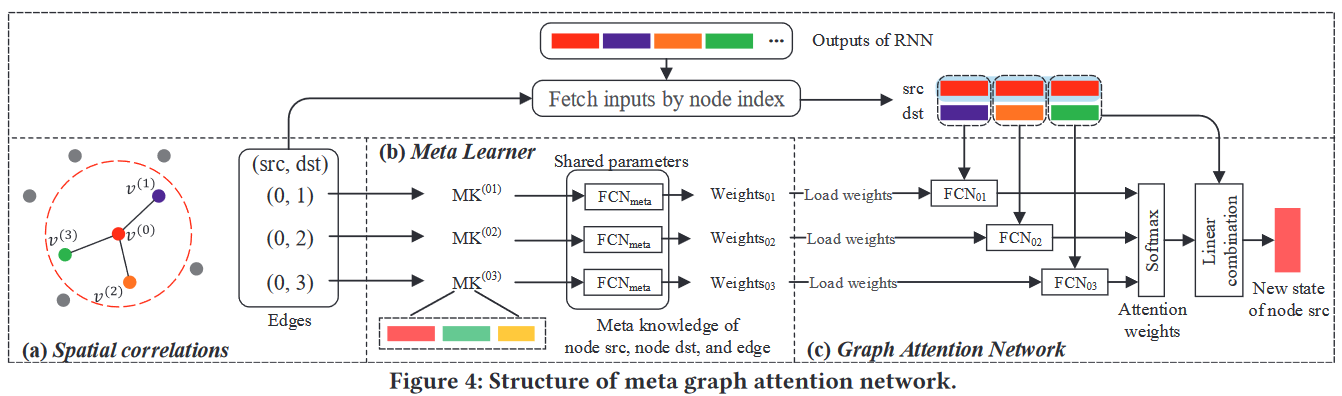 Outputs of RNN
Fetch inputs by node index
src
dst
(b) Meta Learner
(src, dst)
(0, 1)
(0, 2)
(0, 3)
Edges
v(1)
v(0)
v(3)
v(2)
(a) Spatial correlations
Shared parameters
MK(01)
FCNmeta
Weights01
Load weights
FCN01
MK(02)
FCNmeta
Weights02
Load weights
FCN02
MK(03)
FCNmeta
Weights03
Load weights
FCN03
Meta knowledge of
node src, node dst, and edge
Softmax
Attention
weights
Linear
combination
New state
of node src
(c) Graph Attention Network
Figure 4: Structure of meta graph attention network.